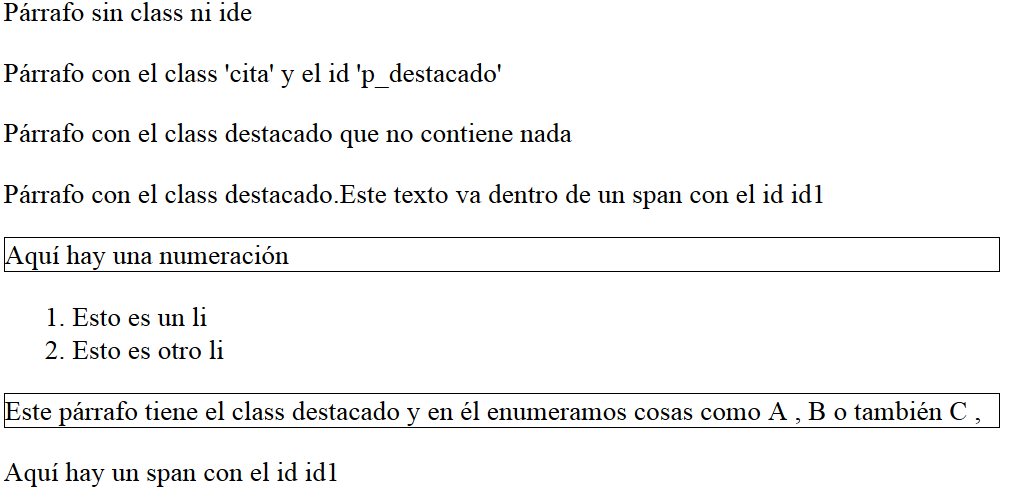 Párrafo sin class ni ide
Párrafo con el class 'cita' y el id 'p_destacado'
Párrafo con el class destacado que no contiene nada
Párrafo con el class destacado.Este texto va dentro de un span con el id id1
Aquí hay una numeración
1. Esto es un li
2. Esto es otro li
Este párrafo tiene el class destacado y en él enumeramos cosas como A , B o también C ,
Aquí hay un span con el id id1